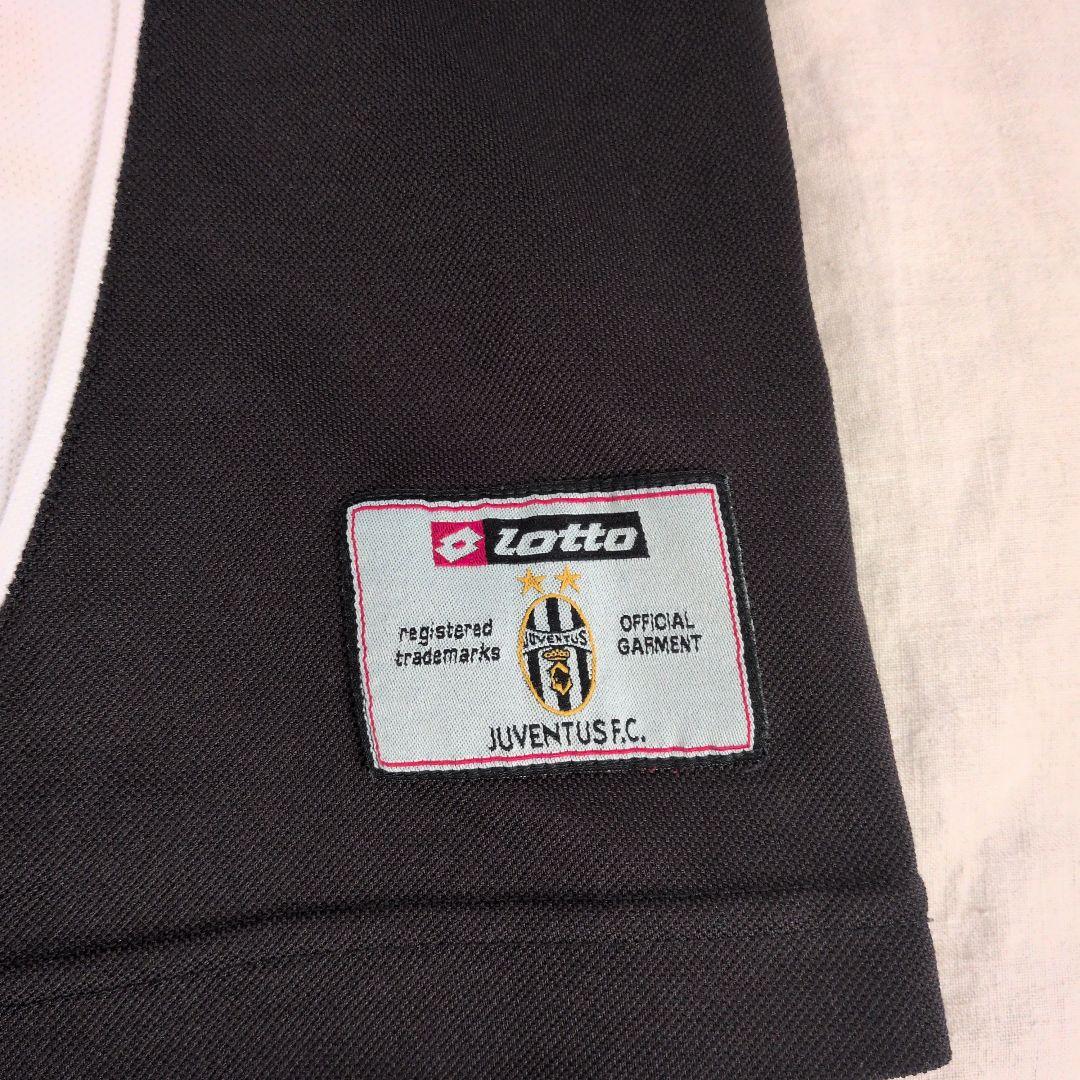 lotto
registered
trademarks
JUVENTUS
OFFICIAL
GARMENT
JUVENTUS F.C.